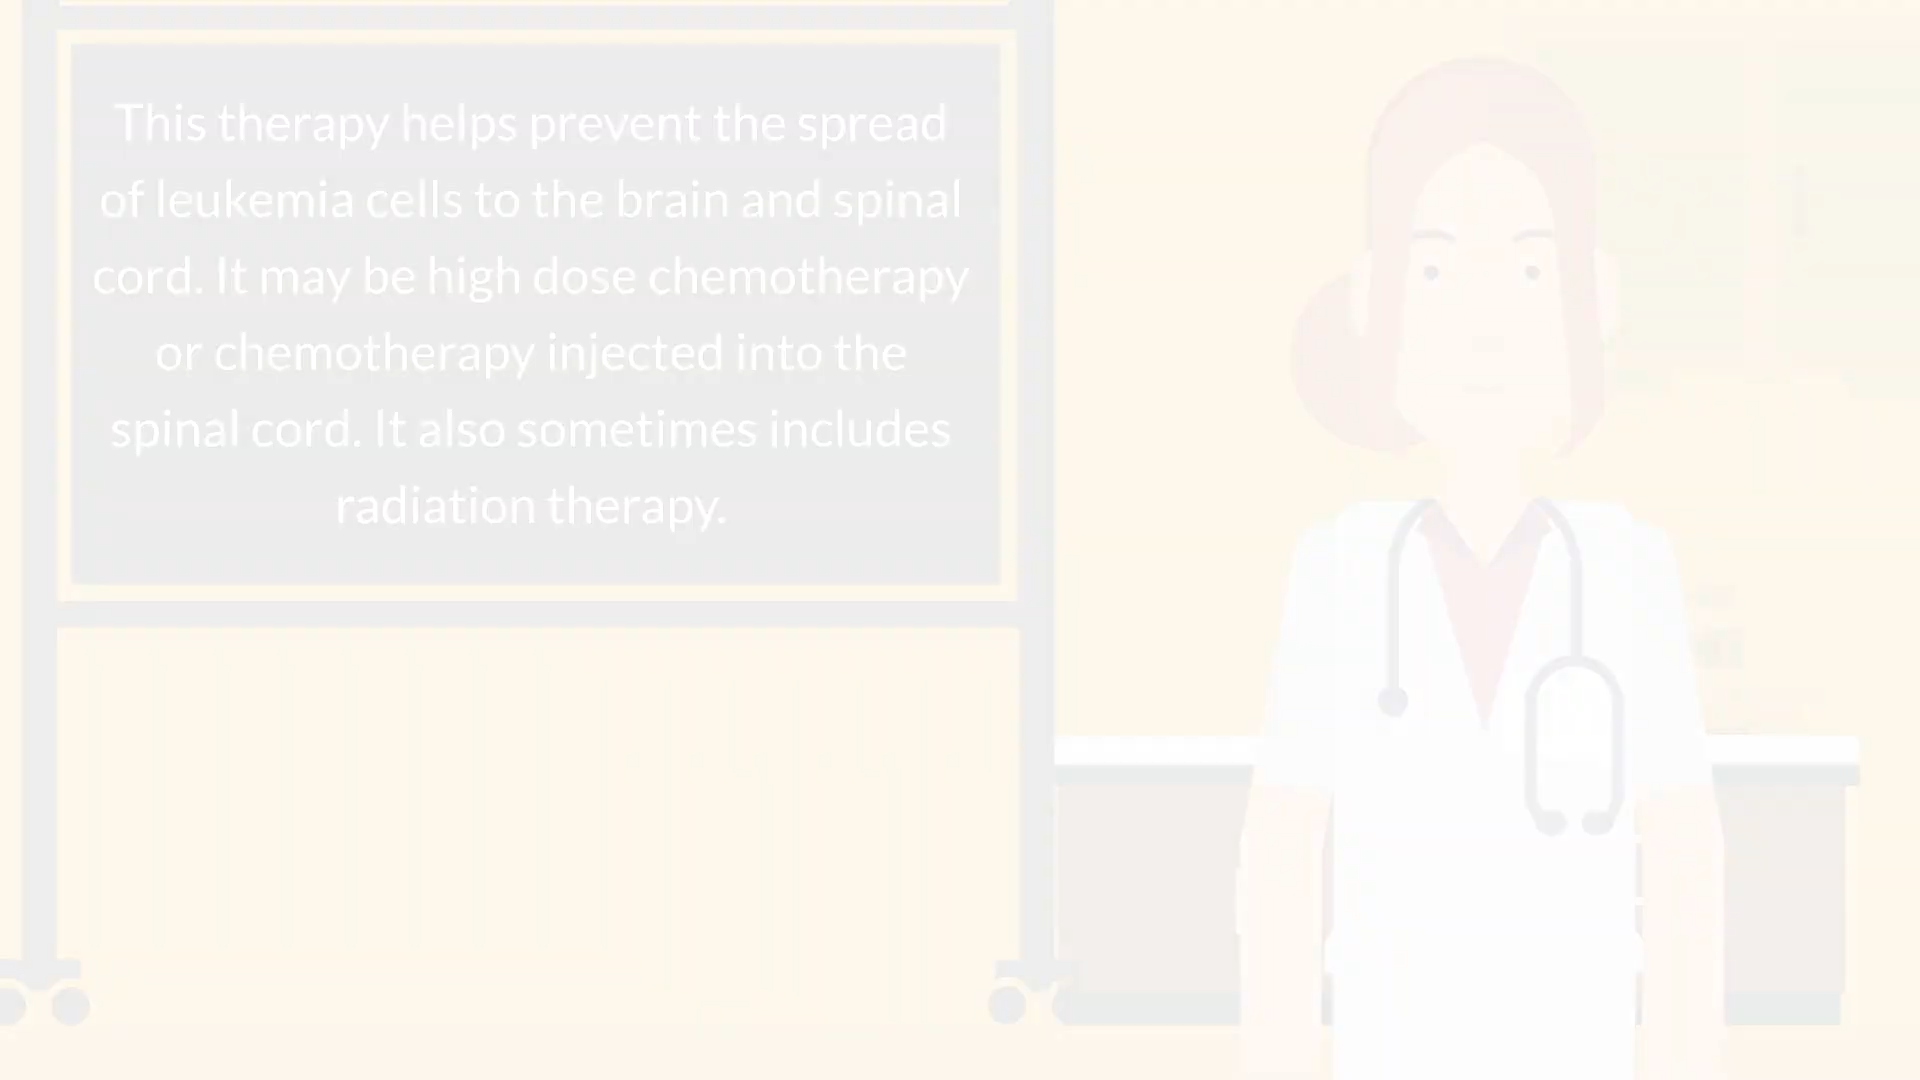 This therapy helps prevent the spread
of leukemia cells to the brain and spinal
cord. It may be high dose chemotherapy
or chemotherapy injected into the
spinal cord. It also sometimes includes
radiation therapy.